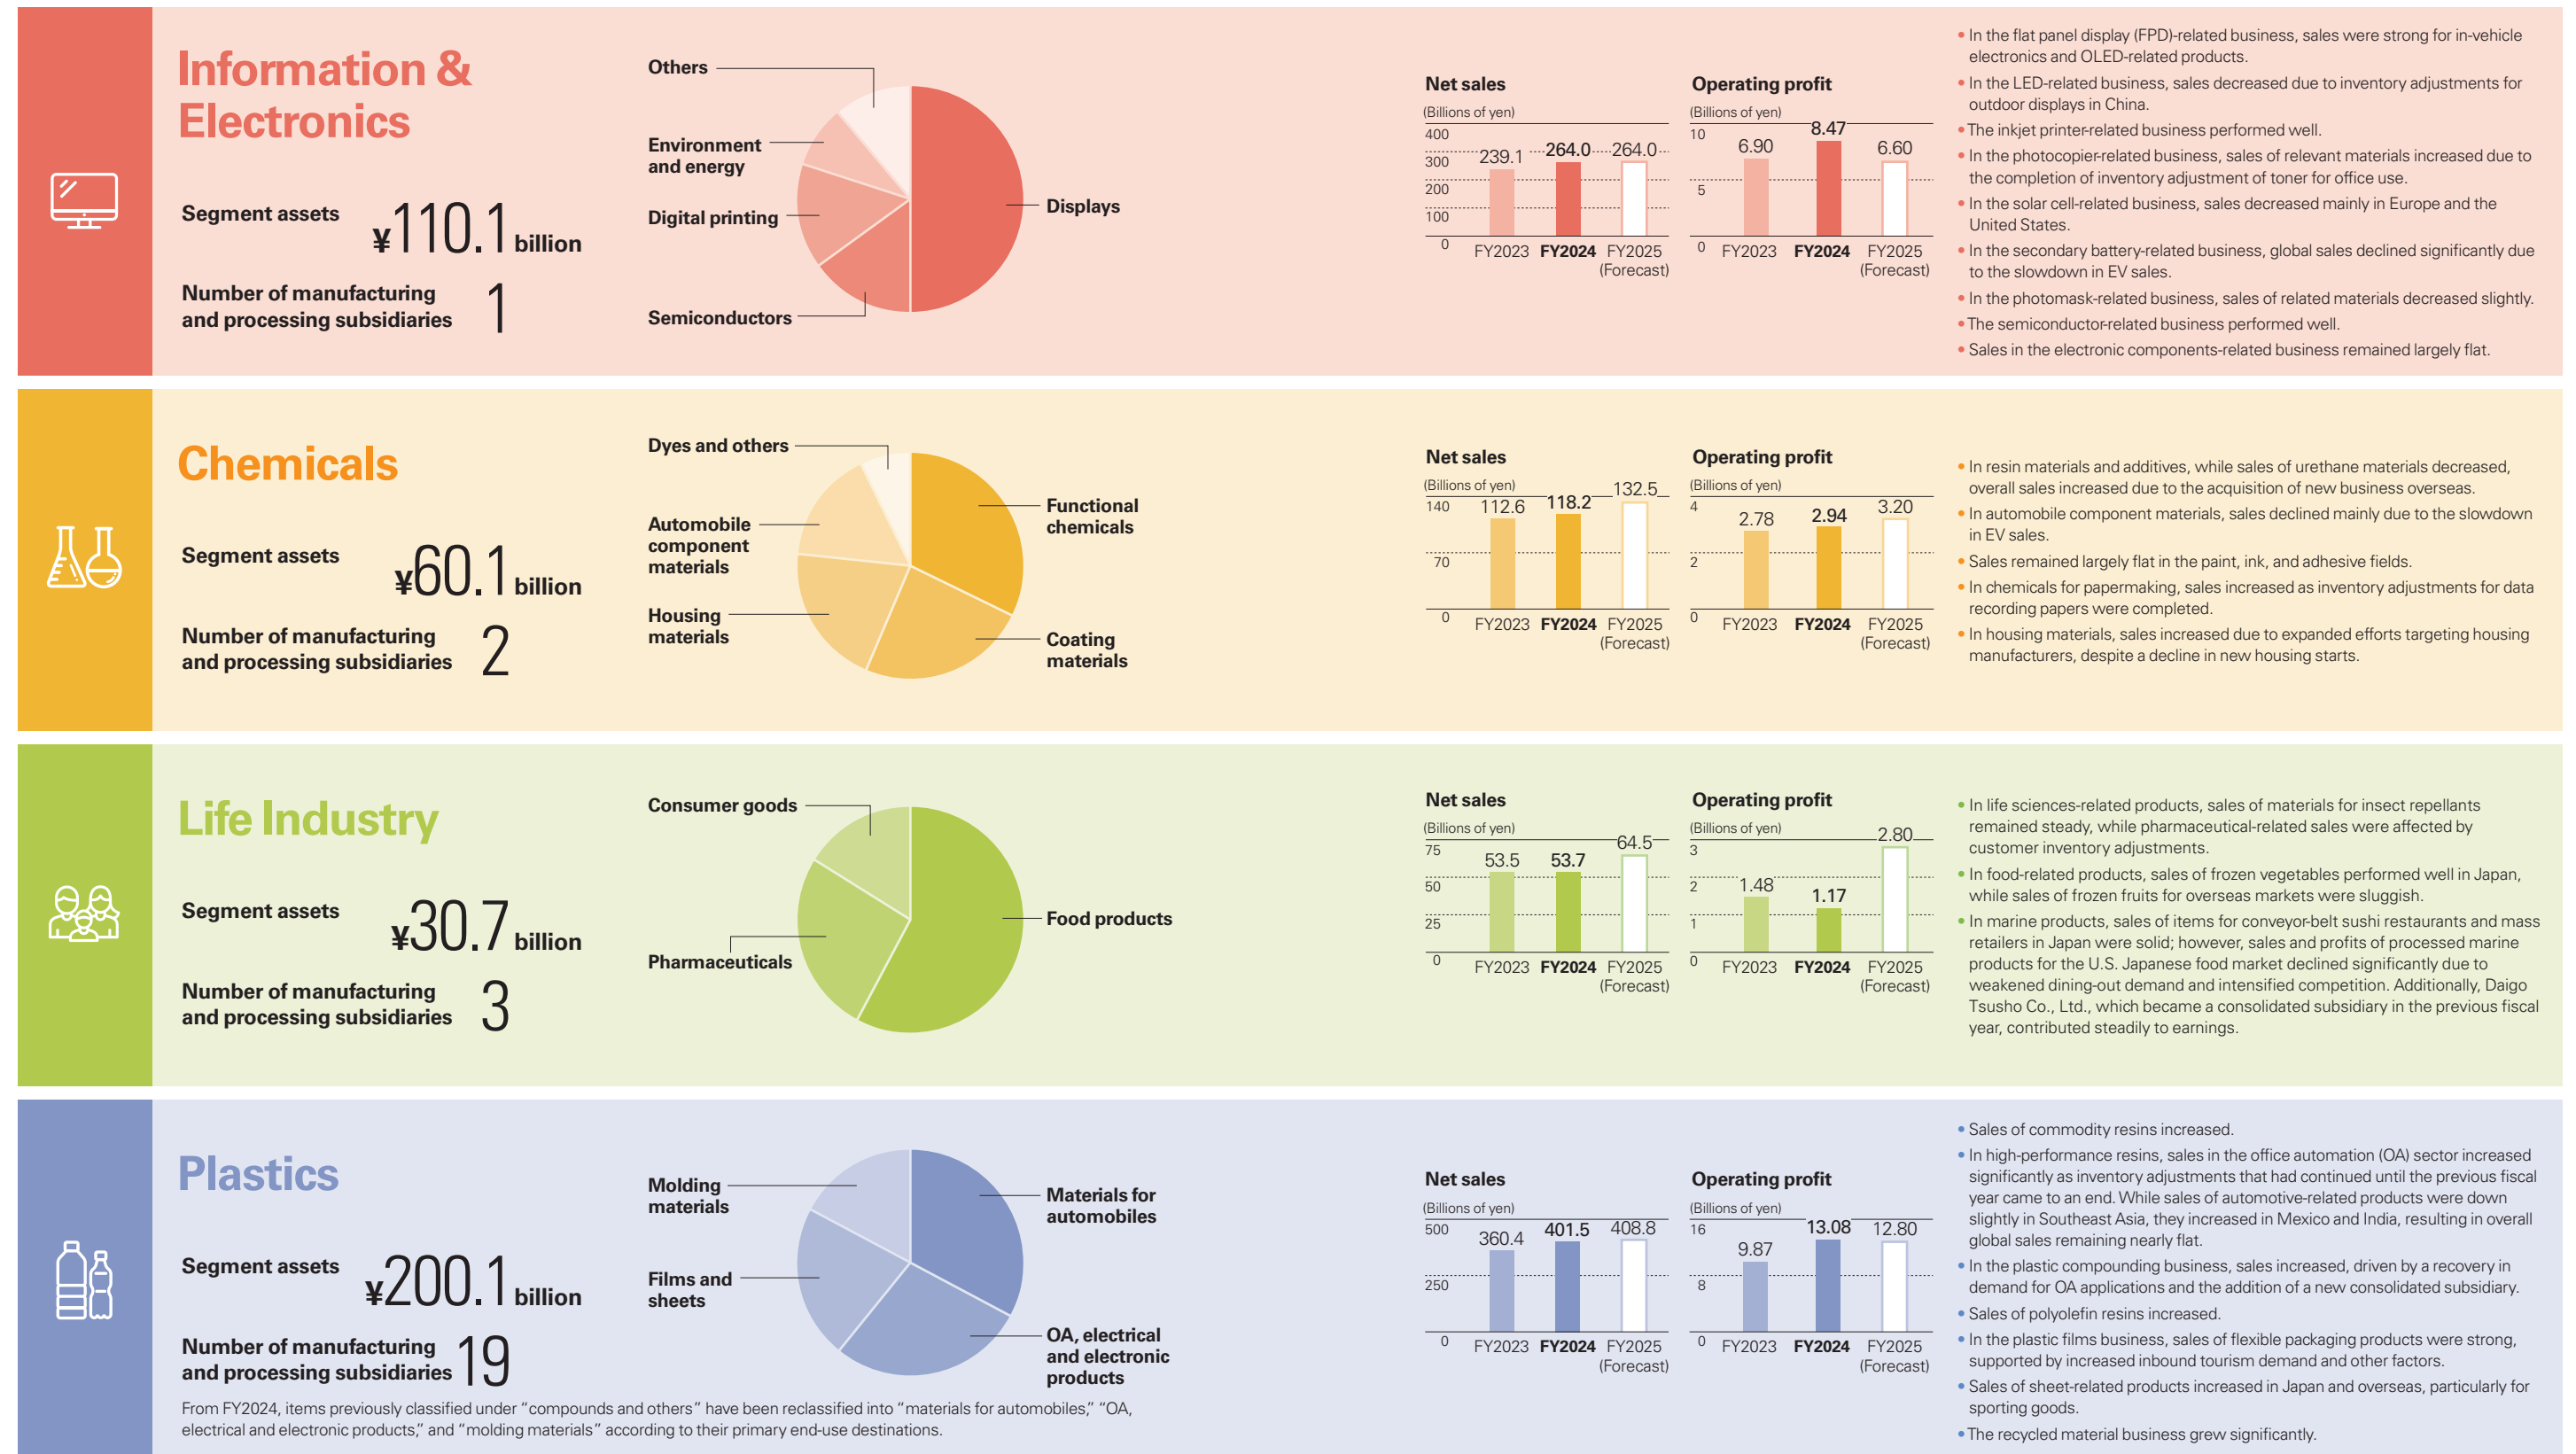 Information &
Electronics
Segment assets
¥110.1 billion
Number of manufacturing
and processing subsidiaries 1
Others
Environment
and energy
Digital printing
Semiconductors
Displays
Net sales
(Billions of yen)
400
300
200
100
0
239.1
264.0
264.0
FY2023 FY2024 FY2025
(Forecast)
Operating profit
(Billions of yen)
10
5
0
6.90
8.47
6.60
FY2023 FY2024 FY2025
(Forecast)
• In the flat panel display (FPD)-related business, sales were strong for in-vehicle
electronics and OLED-related products.
• In the LED-related business, sales decreased due to inventory adjustments for
outdoor displays in China.
• The inkjet printer-related business performed well.
• In the photocopier-related business, sales of relevant materials increased due to
the completion of inventory adjustment of toner for office use.
• In the solar cell-related business, sales decreased mainly in Europe and the
United States.
• In the secondary battery-related business, global sales declined significantly due
to the slowdown in EV sales.
• In the photomask-related business, sales of related materials decreased slightly.
• The semiconductor-related business performed well.
• Sales in the electronic components-related business remained largely flat.
Chemicals
Segment assets
¥60.1 billion
Number of manufacturing
and processing subsidiaries 2
Dyes and others
Automobile
component
materials
Housing
materials
Functional
chemicals
Coating
materials
Net sales
(Billions of yen)
140
70
0
112.6
118.2
132.5
FY2023 FY2024 FY2025
(Forecast)
Operating profit
(Billions of yen)
4
2
0
2.78
2.94
3.20
FY2023 FY2024 FY2025
(Forecast)
• In resin materials and additives, while sales of urethane materials decreased,
overall sales increased due to the acquisition of new business overseas.
• In automobile component materials, sales declined mainly due to the slowdown
in EV sales.
• Sales remained largely flat in the paint, ink, and adhesive fields.
• In chemicals for papermaking, sales increased as inventory adjustments for data
recording papers were completed.
• In housing materials, sales increased due to expanded efforts targeting housing
manufacturers, despite a decline in new housing starts.
Life Industry
Segment assets
¥30.7 billion
Number of manufacturing
and processing subsidiaries 3
Consumer goods
Pharmaceuticals
Food products
Net sales
(Billions of yen)
75
50
25
0
53.5
53.7
64.5
FY2023 FY2024 FY2025
(Forecast)
Operating profit
(Billions of yen)
3
2
1
0
1.48
1.17
2.80
FY2023 FY2024 FY2025
(Forecast)
• In life sciences-related products, sales of materials for insect repellants
remained steady, while pharmaceutical-related sales were affected by
customer inventory adjustments.
• In food-related products, sales of frozen vegetables performed well in Japan,
while sales of frozen fruits for overseas markets were sluggish.
• In marine products, sales of items for conveyor-belt sushi restaurants and mass
retailers in Japan were solid; however, sales and profits of processed marine
products for the U.S. Japanese food market declined significantly due to
weakened dining-out demand and intensified competition. Additionally, Daigo
Tsusho Co., Ltd., which became a consolidated subsidiary in the previous fiscal
year, contributed steadily to earnings.
Plastics
Segment assets
¥200.1 billion
Number of manufacturing
and processing subsidiaries 19
From FY2024, items previously classified under “compounds and others” have been reclassified into “materials for automobiles,” “OA,
electrical and electronic products,” and “molding materials” according to their primary end-use destinations.
Molding
materials
Films and
sheets
Materials for
automobiles
OA, electrical
and electronic
products
Net sales
(Billions of yen)
500
250
0
360.4
401.5
408.8
FY2023 FY2024 FY2025
(Forecast)
Operating profit
(Billions of yen)
16
8
0
9.87
13.08
12.80
FY2023 FY2024 FY2025
(Forecast)
• Sales of commodity resins increased.
• In high-performance resins, sales in the office automation (OA) sector increased
significantly as inventory adjustments that had continued until the previous fiscal
year came to an end. While sales of automotive-related products were down
slightly in Southeast Asia, they increased in Mexico and India, resulting in overall
global sales remaining nearly flat.
• In the plastic compounding business, sales increased, driven by a recovery in
demand for OA applications and the addition of a new consolidated subsidiary.
• Sales of polyolefin resins increased.
• In the plastic films business, sales of flexible packaging products were strong,
supported by increased inbound tourism demand and other factors.
• Sales of sheet-related products increased in Japan and overseas, particularly for
sporting goods.
• The recycled material business grew significantly.